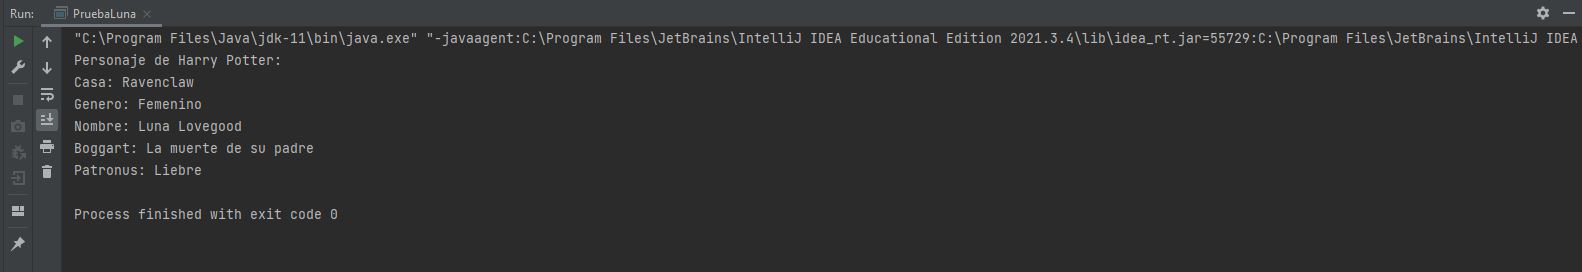 Run: PruebaLuna
"C:\Program Files\Java\jdk-11\bin\java.exe" "-javaagent:C:\Program Files\JetBrains\IntelliJ IDEA Educational Edition 2021.3.4\lib\idea_rt.jar=55729:C:\Program Files\JetBrains\IntelliJ IDEA
Personaje de Harry Potter:
Casa: Ravenclaw
Genero: Femenino
Nombre: Luna Lovegood
Boggart: La muerte de su padre
Patronus: Liebre
Process finished with exit code 0